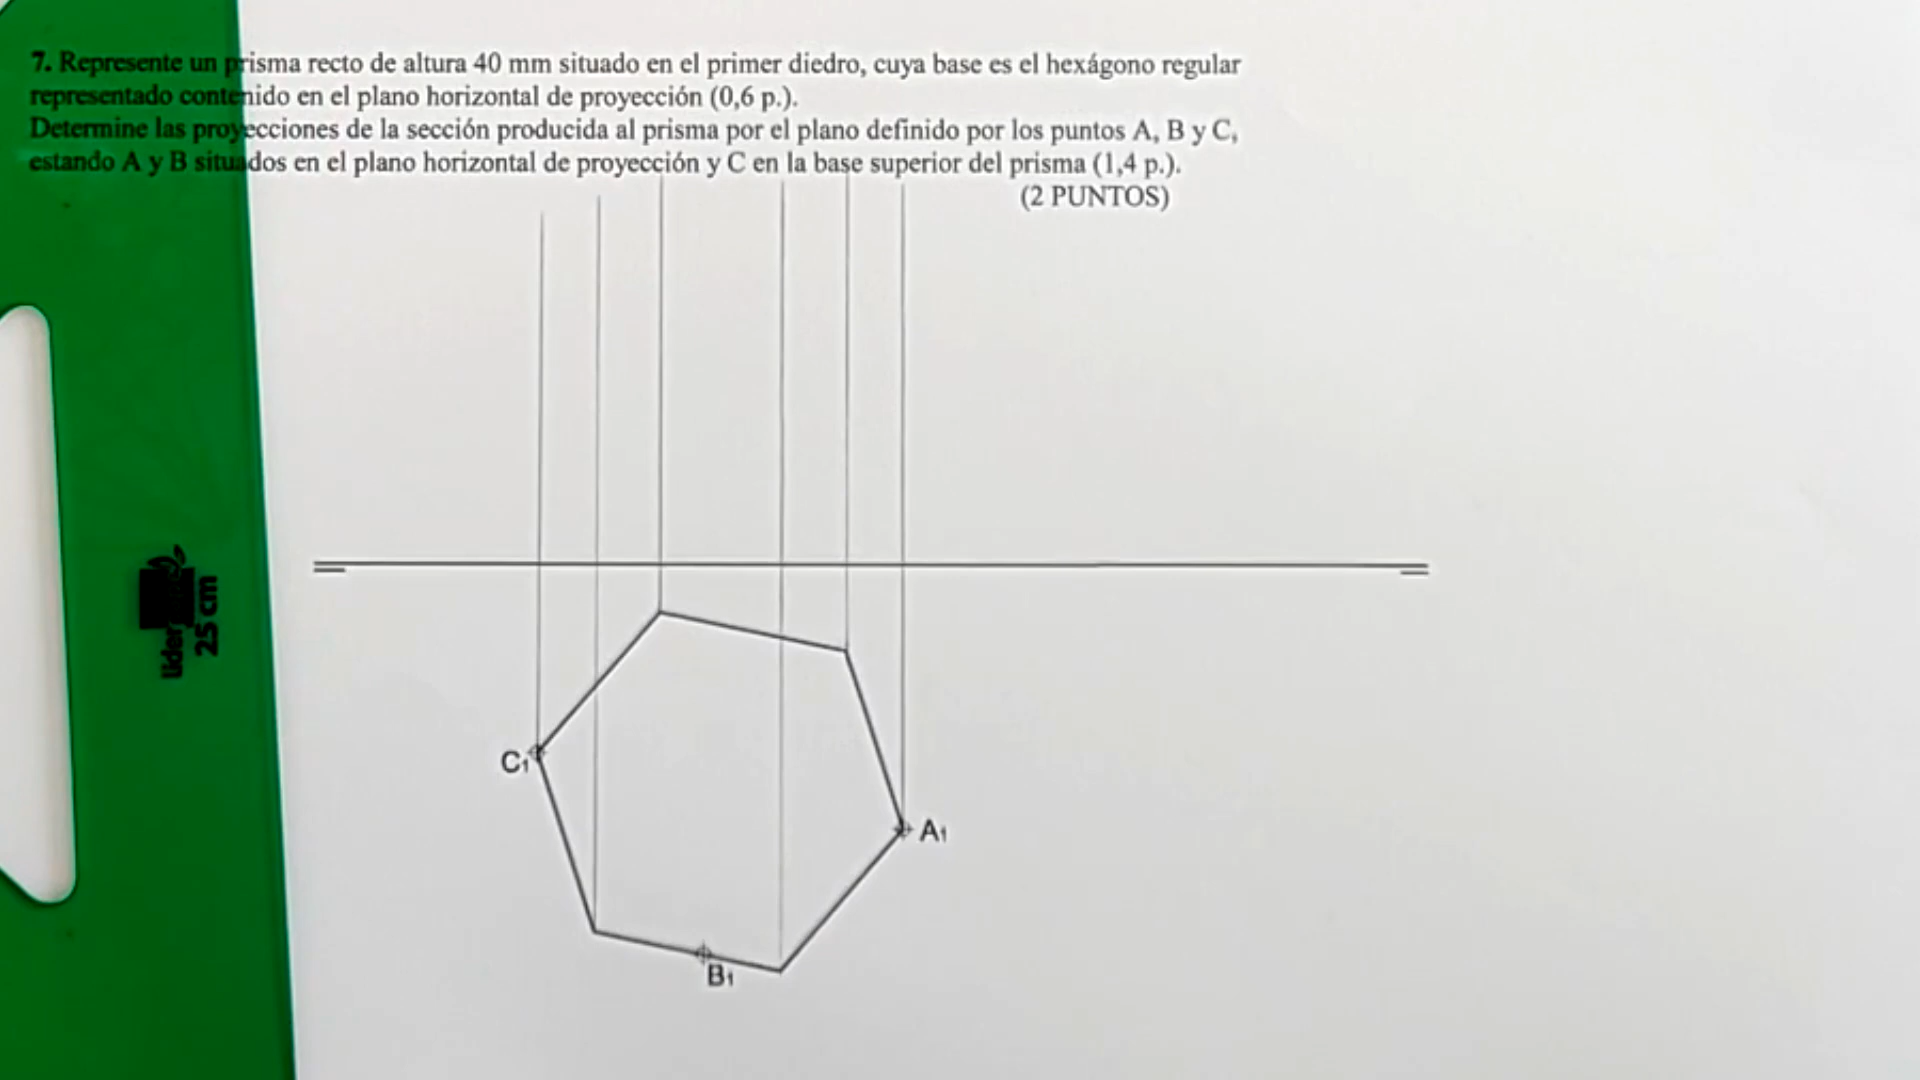 7. Represente un prisma recto de altura 40 mm situado en el primer diedro, cuya base es el hexágono regular
representado contenido en el plano horizontal de proyección (0,6 p.).
Determine las proyecciones de la sección producida al prisma por el plano definido por los puntos A, B y C,
estando A y B situados en el plano horizontal de proyección y C en la base superior del prisma (1,4 p.).
(2 PUNTOS)
25 cm
C1
A1
B1